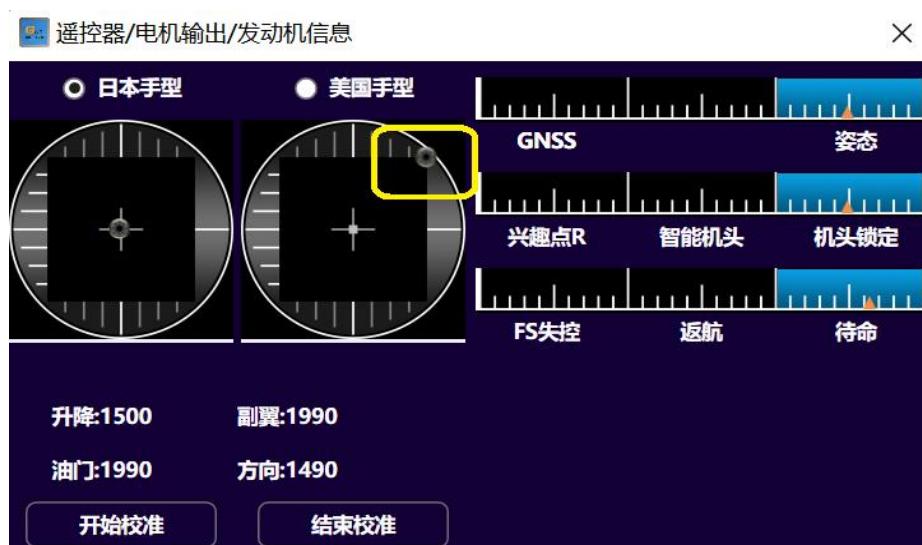 遥控器/电机输出/发动机信息
日本手型 美国手型
GNSS 姿态
兴趣点R 智能机头 机头锁定
FS失控 返航 待命
升降:1500 副翼:1990
油门:1990 方向:1490
开始校准 结束校准